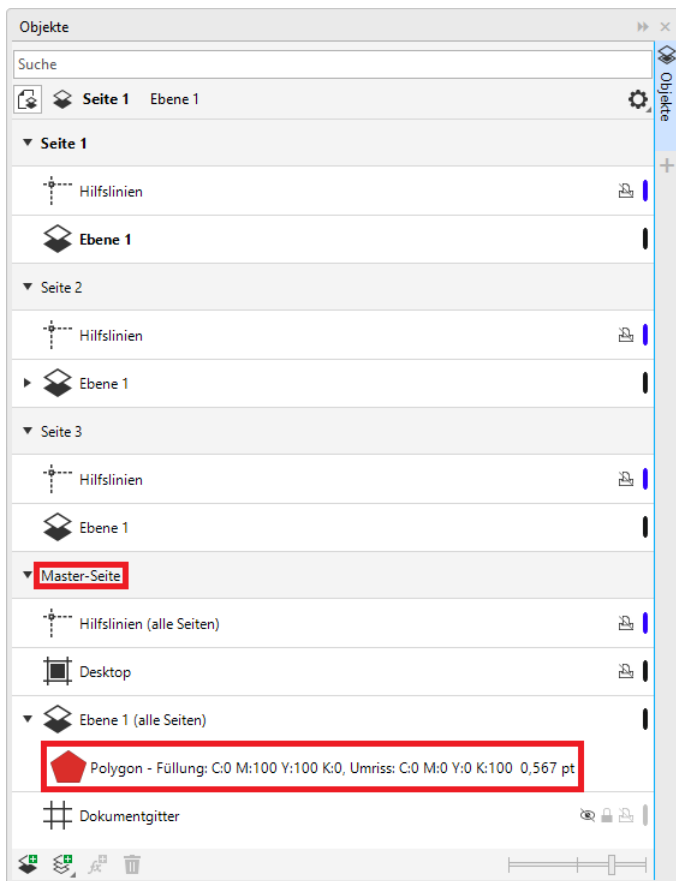 Objekte
Suche
Seite 1 Ebene 1
Objekte
Seite 1
Hilfslinien
Ebene 1
Seite 2
Hilfslinien
Ebene 1
Seite 3
Hilfslinien
Ebene 1
Master-Seite
Hilfslinien (alle Seiten)
Desktop
Ebene 1 (alle Seiten)
Polygon - Füllung: C:0 M:100 Y:100 K:0, Umriss: C:0 M:0 Y:0 K:100 0,567 pt
Dokumentgitter